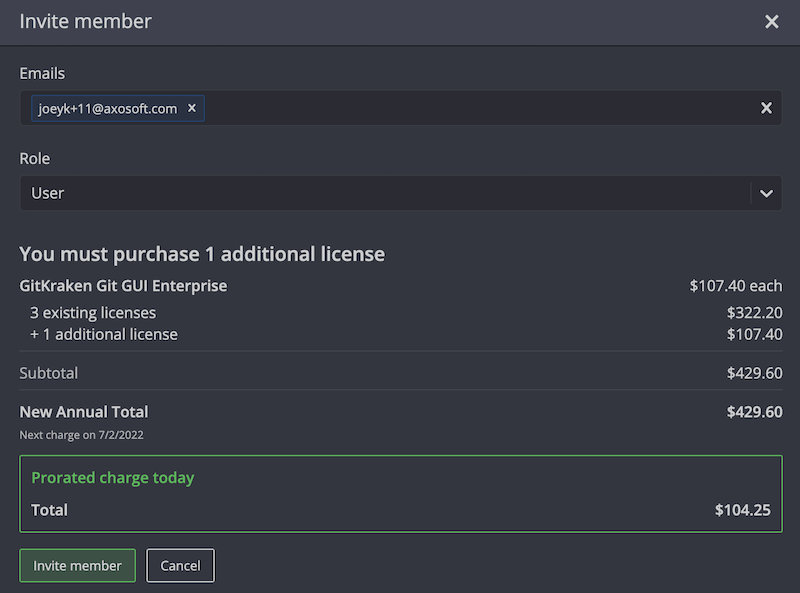 Invite member
Emails
joeyk+11@axosoft.com
Role
User
You must purchase 1 additional license
GitKraken Git GUI Enterprise $107.40 each
3 existing licenses $322.20
+ 1 additional license $107.40
Subtotal $429.60
New Annual Total $429.60
Next charge on 7/2/2022
Prorated charge today
Total $104.25
Invite member Cancel